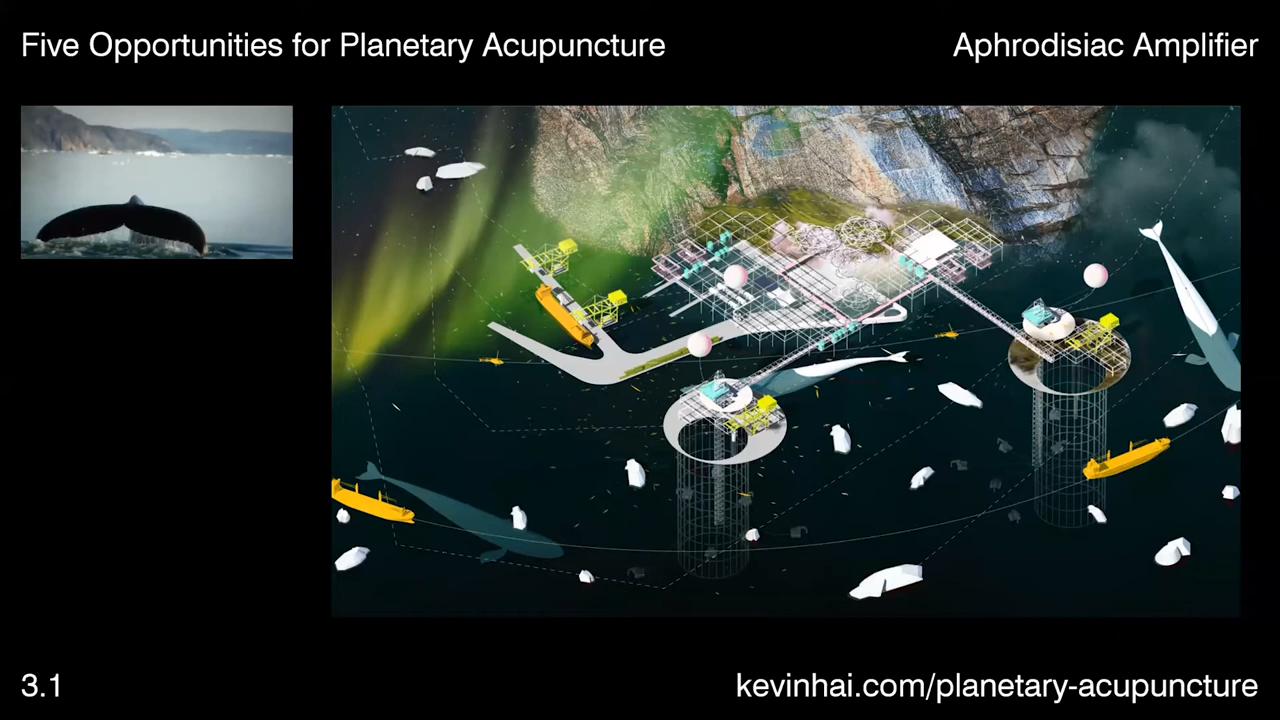 Five Opportunities for Planetary Acupuncture
Aphrodisiac Amplifier
3.1
kevinhai.com/planetary-acupuncture